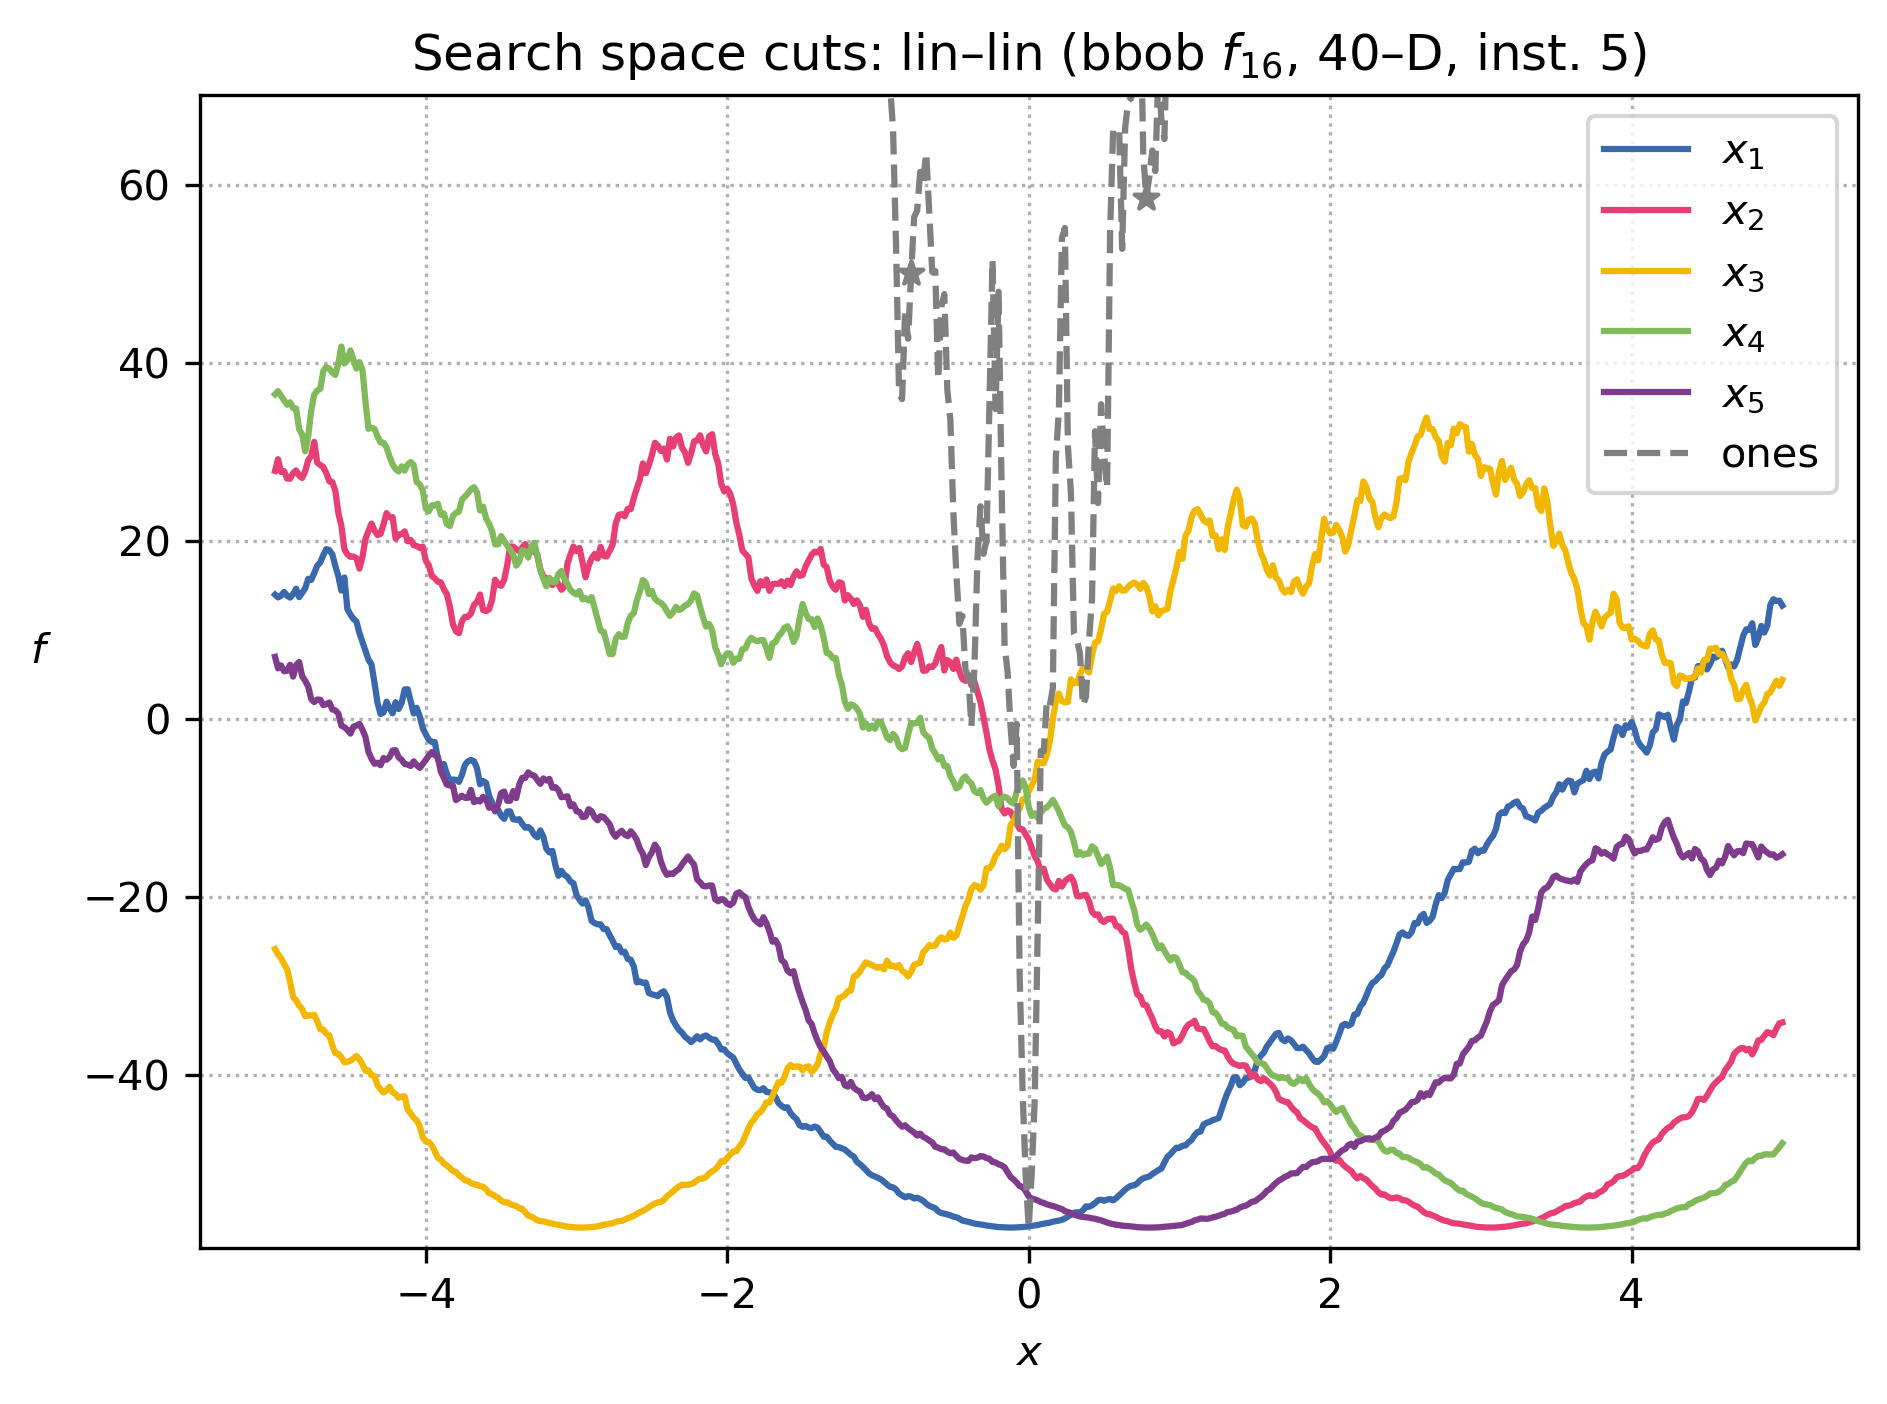 Search space cuts: lin–lin (bbob f₁₆, 40–D, inst. 5)
60
40
20
0
−20
−40
f
−4
−2
0
2
4
x
x₁
x₂
x₃
x₄
x₅
ones